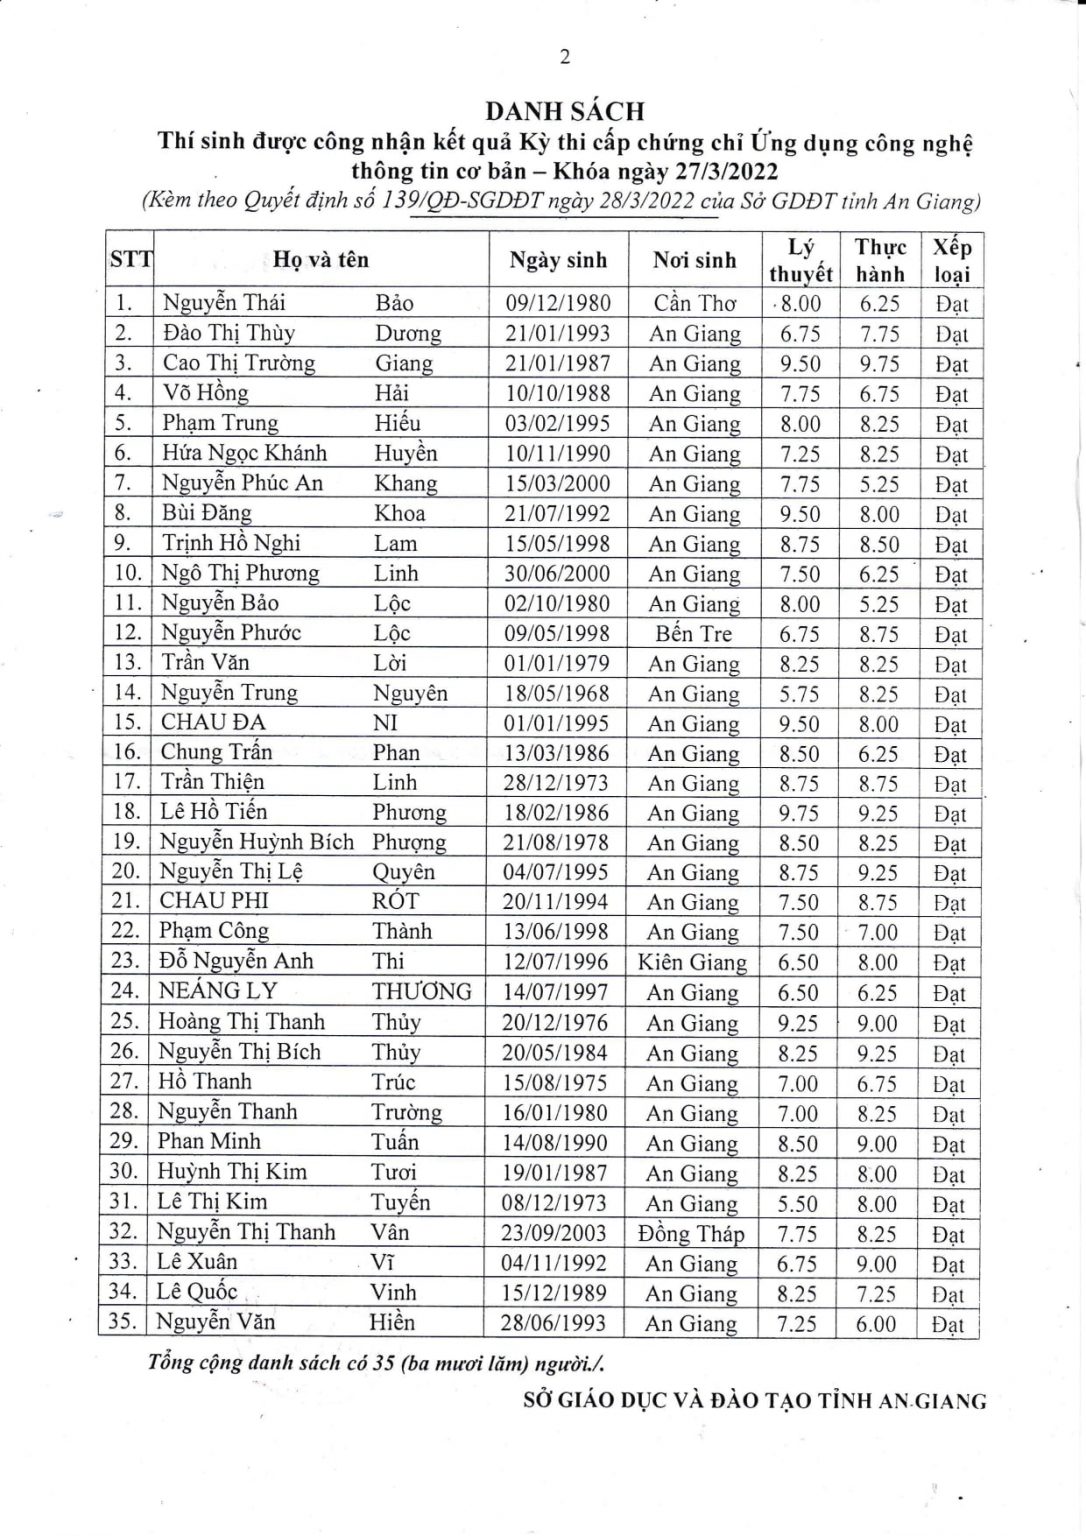 2
DANH SÁCH
Thí sinh được công nhận kết quả Kỳ thi cấp chứng chỉ Ứng dụng công nghệ
thông tin cơ bản – Khóa ngày 27/3/2022
(Kèm theo Quyết định số 139/QĐ-SGDĐT ngày 28/3/2022 của Sở GDĐT tỉnh An Giang)
STT Họ và tên Ngày sinh Nơi sinh Lý thuyết Thực hành Xếp loại
1. Nguyễn Thái Bảo 09/12/1980 Cần Thơ 8.00 6.25 Đạt
2. Đào Thị Thùy Dương 21/01/1993 An Giang 6.75 7.75 Đạt
3. Cao Thị Trường Giang 21/01/1987 An Giang 9.50 9.75 Đạt
4. Võ Hồng Hải 10/10/1988 An Giang 7.75 6.75 Đạt
5. Phạm Trung Hiếu 03/02/1995 An Giang 8.00 8.25 Đạt
6. Hứa Ngọc Khánh Huyền 10/11/1990 An Giang 7.25 8.25 Đạt
7. Nguyễn Phúc An Khang 15/03/2000 An Giang 7.75 5.25 Đạt
8. Bùi Đăng Khoa 21/07/1992 An Giang 9.50 8.00 Đạt
9. Trịnh Hồ Nghi Lam 15/05/1998 An Giang 8.75 8.50 Đạt
10. Ngô Thị Phương Linh 30/06/2000 An Giang 7.50 6.25 Đạt
11. Nguyễn Bảo Lộc 02/10/1980 An Giang 8.00 5.25 Đạt
12. Nguyễn Phước Lộc 09/05/1998 Bến Tre 6.75 8.75 Đạt
13. Trần Văn Lời 01/01/1979 An Giang 8.25 8.25 Đạt
14. Nguyễn Trung Nguyên 18/05/1968 An Giang 5.75 8.25 Đạt
15. CHAU ĐA NI 01/01/1995 An Giang 9.50 8.00 Đạt
16. Chung Trấn Phan 13/03/1986 An Giang 8.50 6.25 Đạt
17. Trần Thiện Linh 28/12/1973 An Giang 8.75 8.75 Đạt
18. Lê Hồ Tiến Phương 18/02/1986 An Giang 9.75 9.25 Đạt
19. Nguyễn Huỳnh Bích Phượng 21/08/1978 An Giang 8.50 8.25 Đạt
20. Nguyễn Thị Lệ Quyên 04/07/1995 An Giang 8.75 9.25 Đạt
21. CHAU PHI RÓT 20/11/1994 An Giang 7.50 8.75 Đạt
22. Phạm Công Thành 13/06/1998 An Giang 7.50 7.00 Đạt
23. Đỗ Nguyễn Anh Thi 12/07/1996 Kiên Giang 6.50 8.00 Đạt
24. NEÁNG LY THƯƠNG 14/07/1997 An Giang 6.50 6.25 Đạt
25. Hoàng Thị Thanh Thủy 20/12/1976 An Giang 9.25 9.00 Đạt
26. Nguyễn Thị Bích Thủy 20/05/1984 An Giang 8.25 9.25 Đạt
27. Hồ Thanh Trúc 15/08/1975 An Giang 7.00 6.75 Đạt
28. Nguyễn Thanh Trường 16/01/1980 An Giang 7.00 8.25 Đạt
29. Phan Minh Tuấn 14/08/1990 An Giang 8.50 9.00 Đạt
30. Huỳnh Thị Kim Tươi 19/01/1987 An Giang 8.25 8.00 Đạt
31. Lê Thị Kim Tuyến 08/12/1973 An Giang 5.50 8.00 Đạt
32. Nguyễn Thị Thanh Vân 23/09/2003 Đồng Tháp 7.75 8.25 Đạt
33. Lê Xuân Vĩ 04/11/1992 An Giang 6.75 9.00 Đạt
34. Lê Quốc Vinh 15/12/1989 An Giang 8.25 7.25 Đạt
35. Nguyễn Văn Hiền 28/06/1993 An Giang 7.25 6.00 Đạt
Tổng cộng danh sách có 35 (ba mươi lăm) người./.
SỞ GIÁO DỤC VÀ ĐÀO TẠO TỈNH AN GIANG